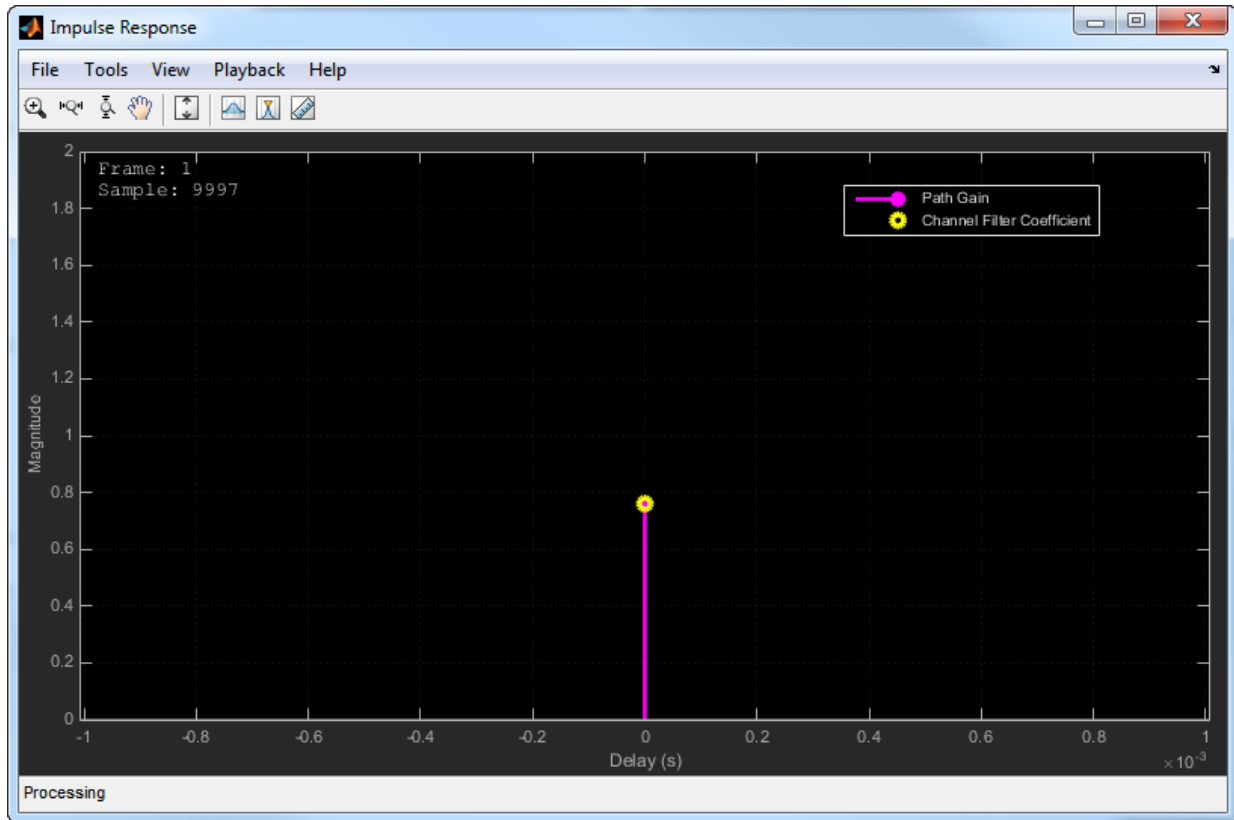 Impulse Response
File Tools View Playback Help
Frame: 1
Sample: 9997
Path Gain
Channel Filter Coefficient
2
1.8
1.6
1.4
1.2
1
0.8
0.6
0.4
0.2
0
Magnitude
-1 -0.8 -0.6 -0.4 -0.2 0 0.2 0.4 0.6 0.8 1
Delay (s)
×10-3
Processing